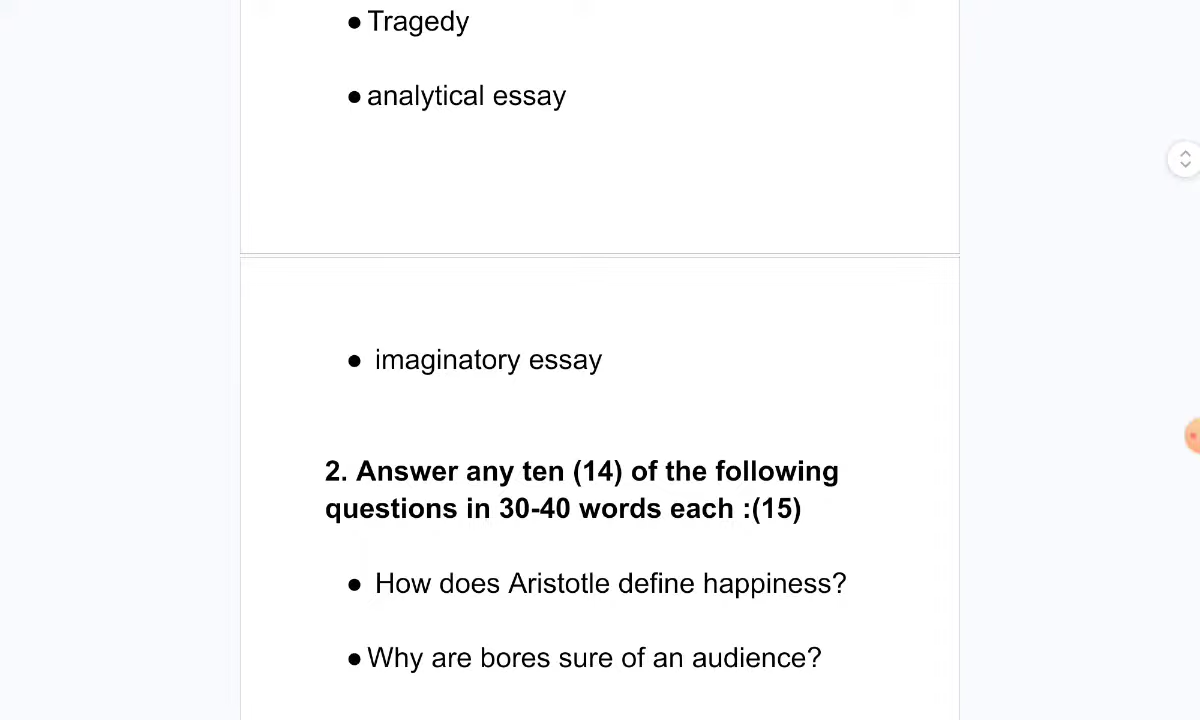 ● Tragedy
● analytical essay
● imaginatory essay
2. Answer any ten (14) of the following
questions in 30-40 words each :(15)
● How does Aristotle define happiness?
● Why are bores sure of an audience?